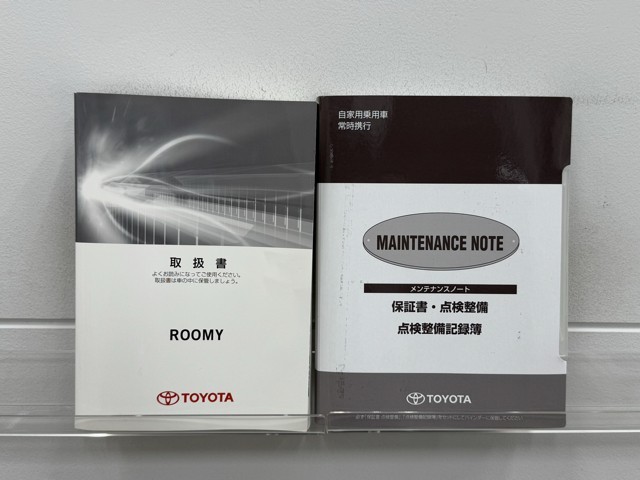 取扱書
よくお読みになってご使用ください。
取扱書は車の中に保管しましょう。
ROOMY
TOYOTA
自家用乗用車
常時携行
MAINTENANCE NOTE
メンテナンスノート
保証書・点検整備
点検整備記録簿
TOYOTA